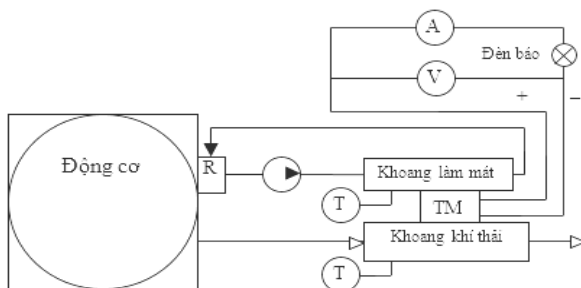 A
Đèn báo
V
+
–
Động cơ
R
Khoang làm mát
T
TM
Khoang khí thải
T